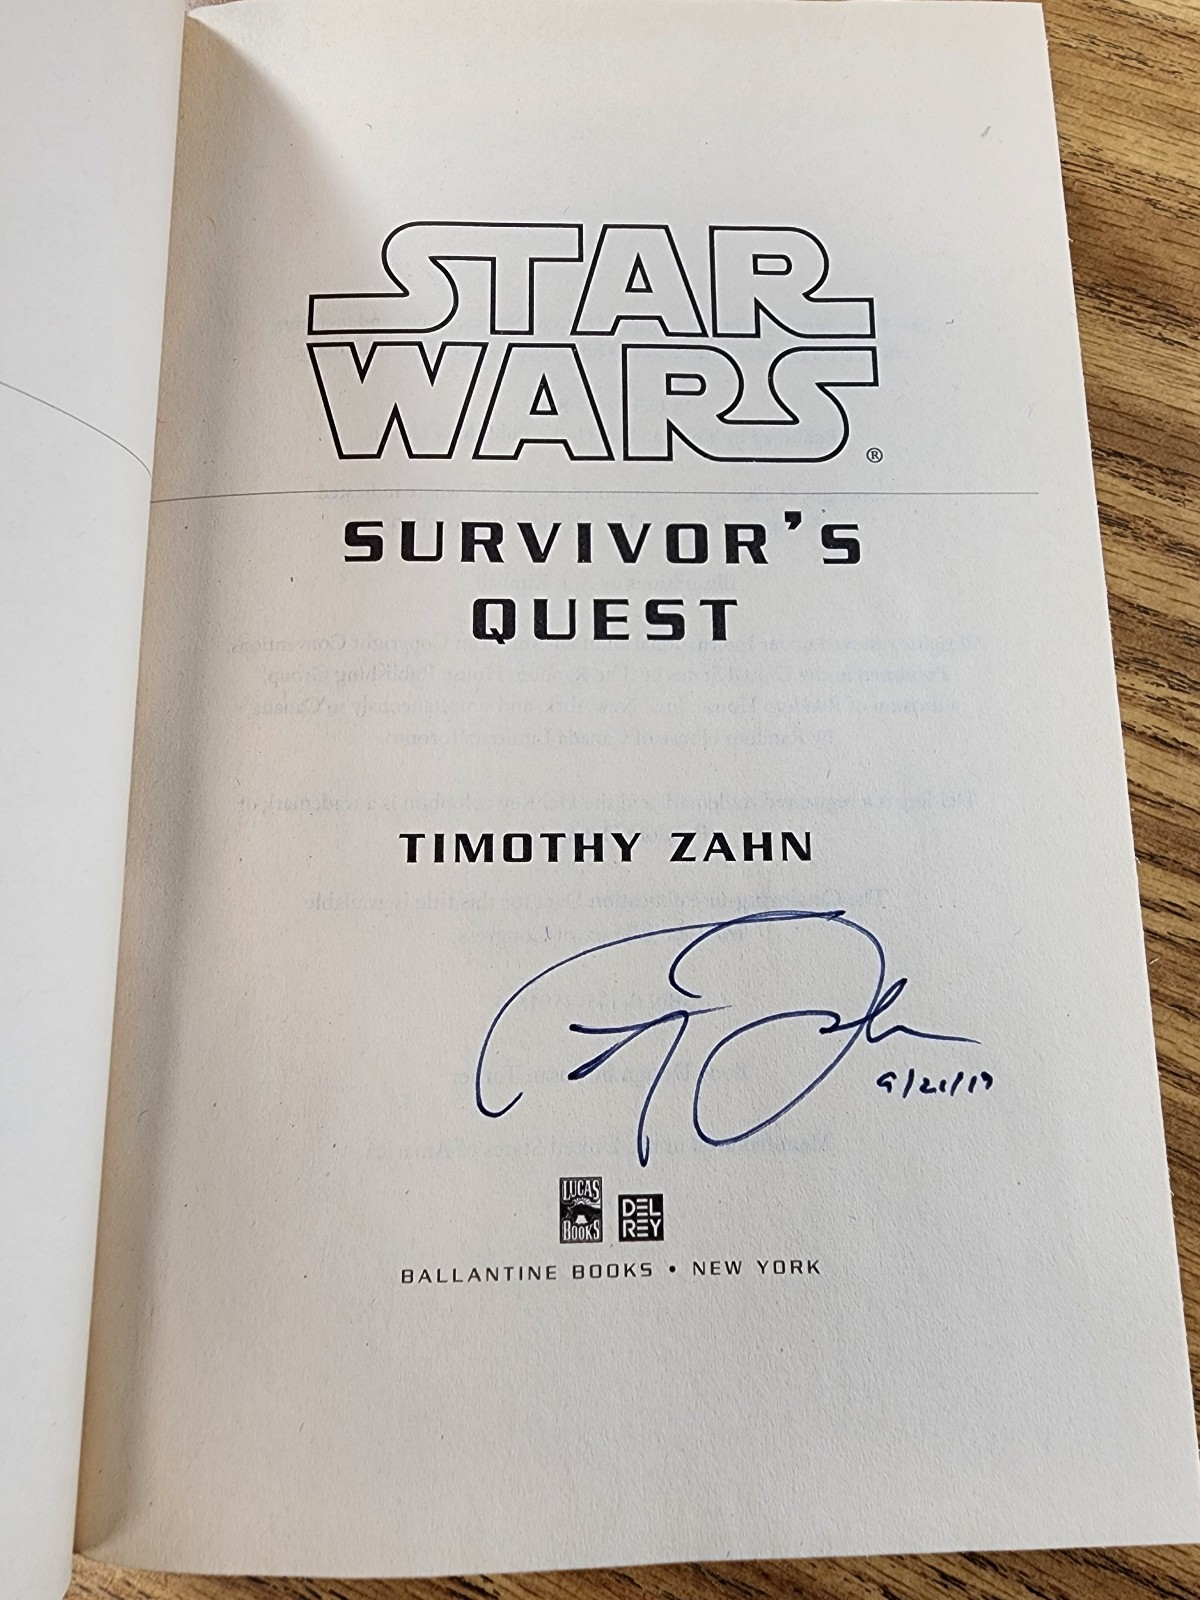 STAR
WARS®
SURVIVOR'S
QUEST
TIMOTHY ZAHN
9/21/19
LUCAS
BOOKS
DEL
REY
BALLANTINE BOOKS • NEW YORK